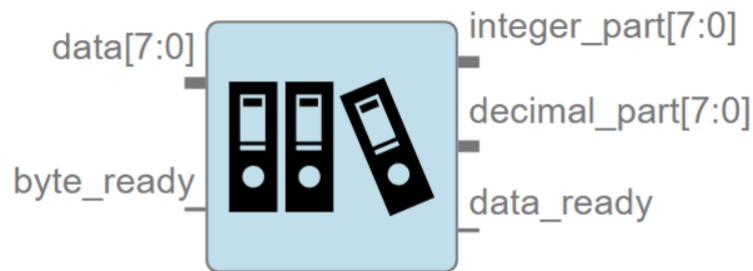 data[7:0]
byte_ready
integer_part[7:0]
decimal_part[7:0]
data_ready